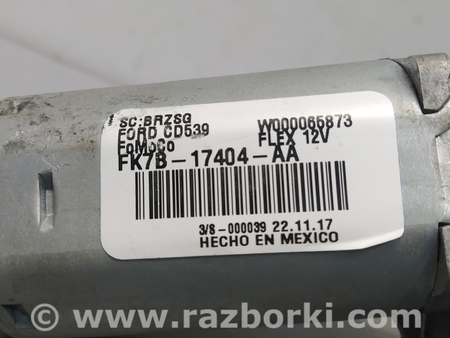 SC:BRZSG
FORD CD539 W000065873
FoMoCo FLEX 12V
FK7B-17404-AA
3/8-000039 22.11.17
HECHO EN MEXICO
www.razborki.com